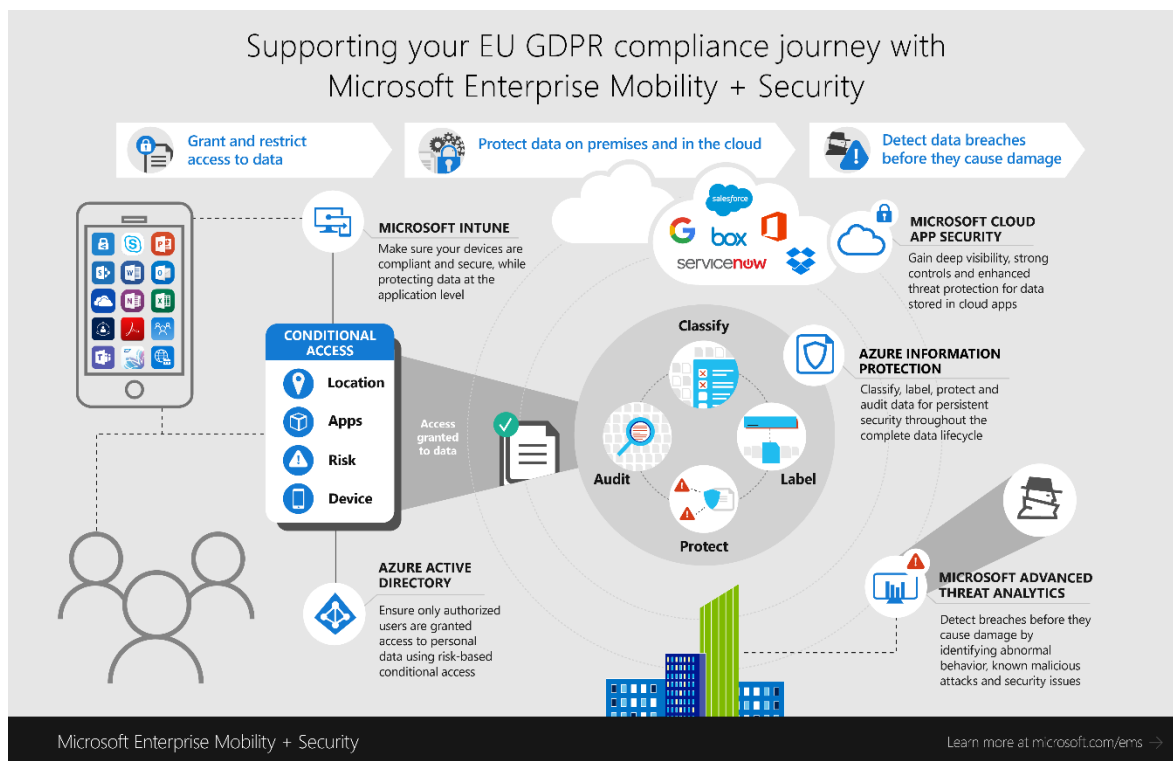 Supporting your EU GDPR compliance journey with
Microsoft Enterprise Mobility + Security
Grant and restrict
access to data
Protect data on premises and in the cloud
Detect data breaches
before they cause damage
MICROSOFT INTUNE
Make sure your devices are
compliant and secure, while
protecting data at the
application level
salesforce
G
box
servicenow
MICROSOFT CLOUD
APP SECURITY
Gain deep visibility, strong
controls and enhanced
threat protection for data
stored in cloud apps
CONDITIONAL
ACCESS
Location
Apps
Risk
Device
Access
granted
to data
Classify
Audit
Label
Protect
AZURE INFORMATION
PROTECTION
Classify, label, protect and
audit data for persistent
security throughout the
complete data lifecycle
AZURE ACTIVE
DIRECTORY
Ensure only authorized
users are granted
access to personal
data using risk-based
conditional access
MICROSOFT ADVANCED
THREAT ANALYTICS
Detect breaches before they
cause damage by
identifying abnormal
behavior, known malicious
attacks and security issues
Microsoft Enterprise Mobility + Security
Learn more at microsoft.com/ems